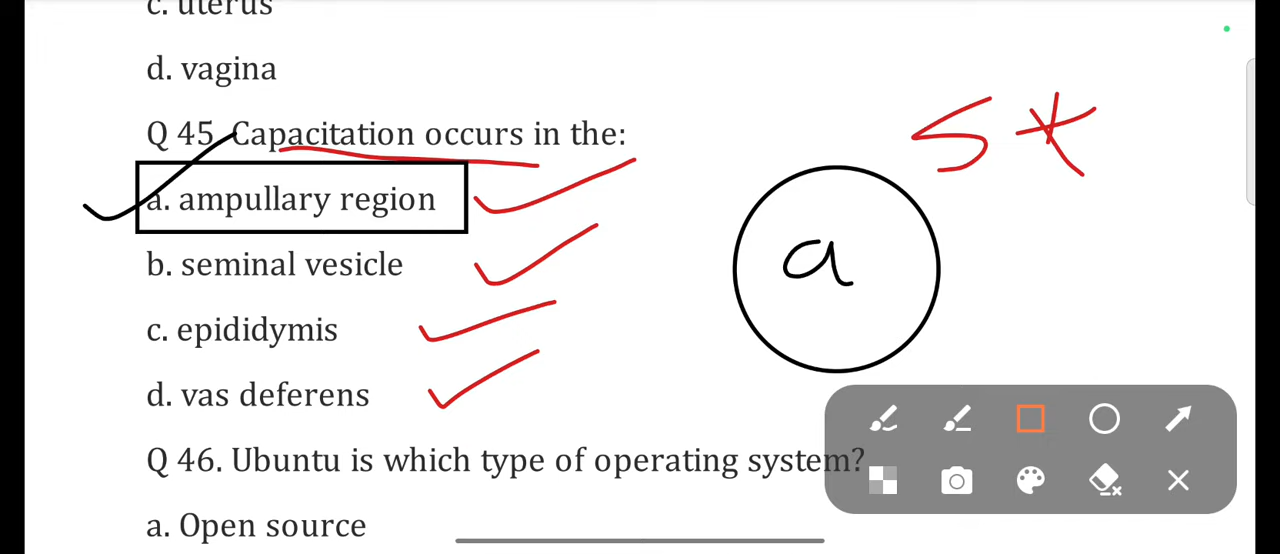 c. uterus
d. vagina
Q 45. Capacitation occurs in the:
5 *
a. ampullary region
b. seminal vesicle
a
c. epididymis
d. vas deferens
Q 46. Ubuntu is which type of operating system?
a. Open source